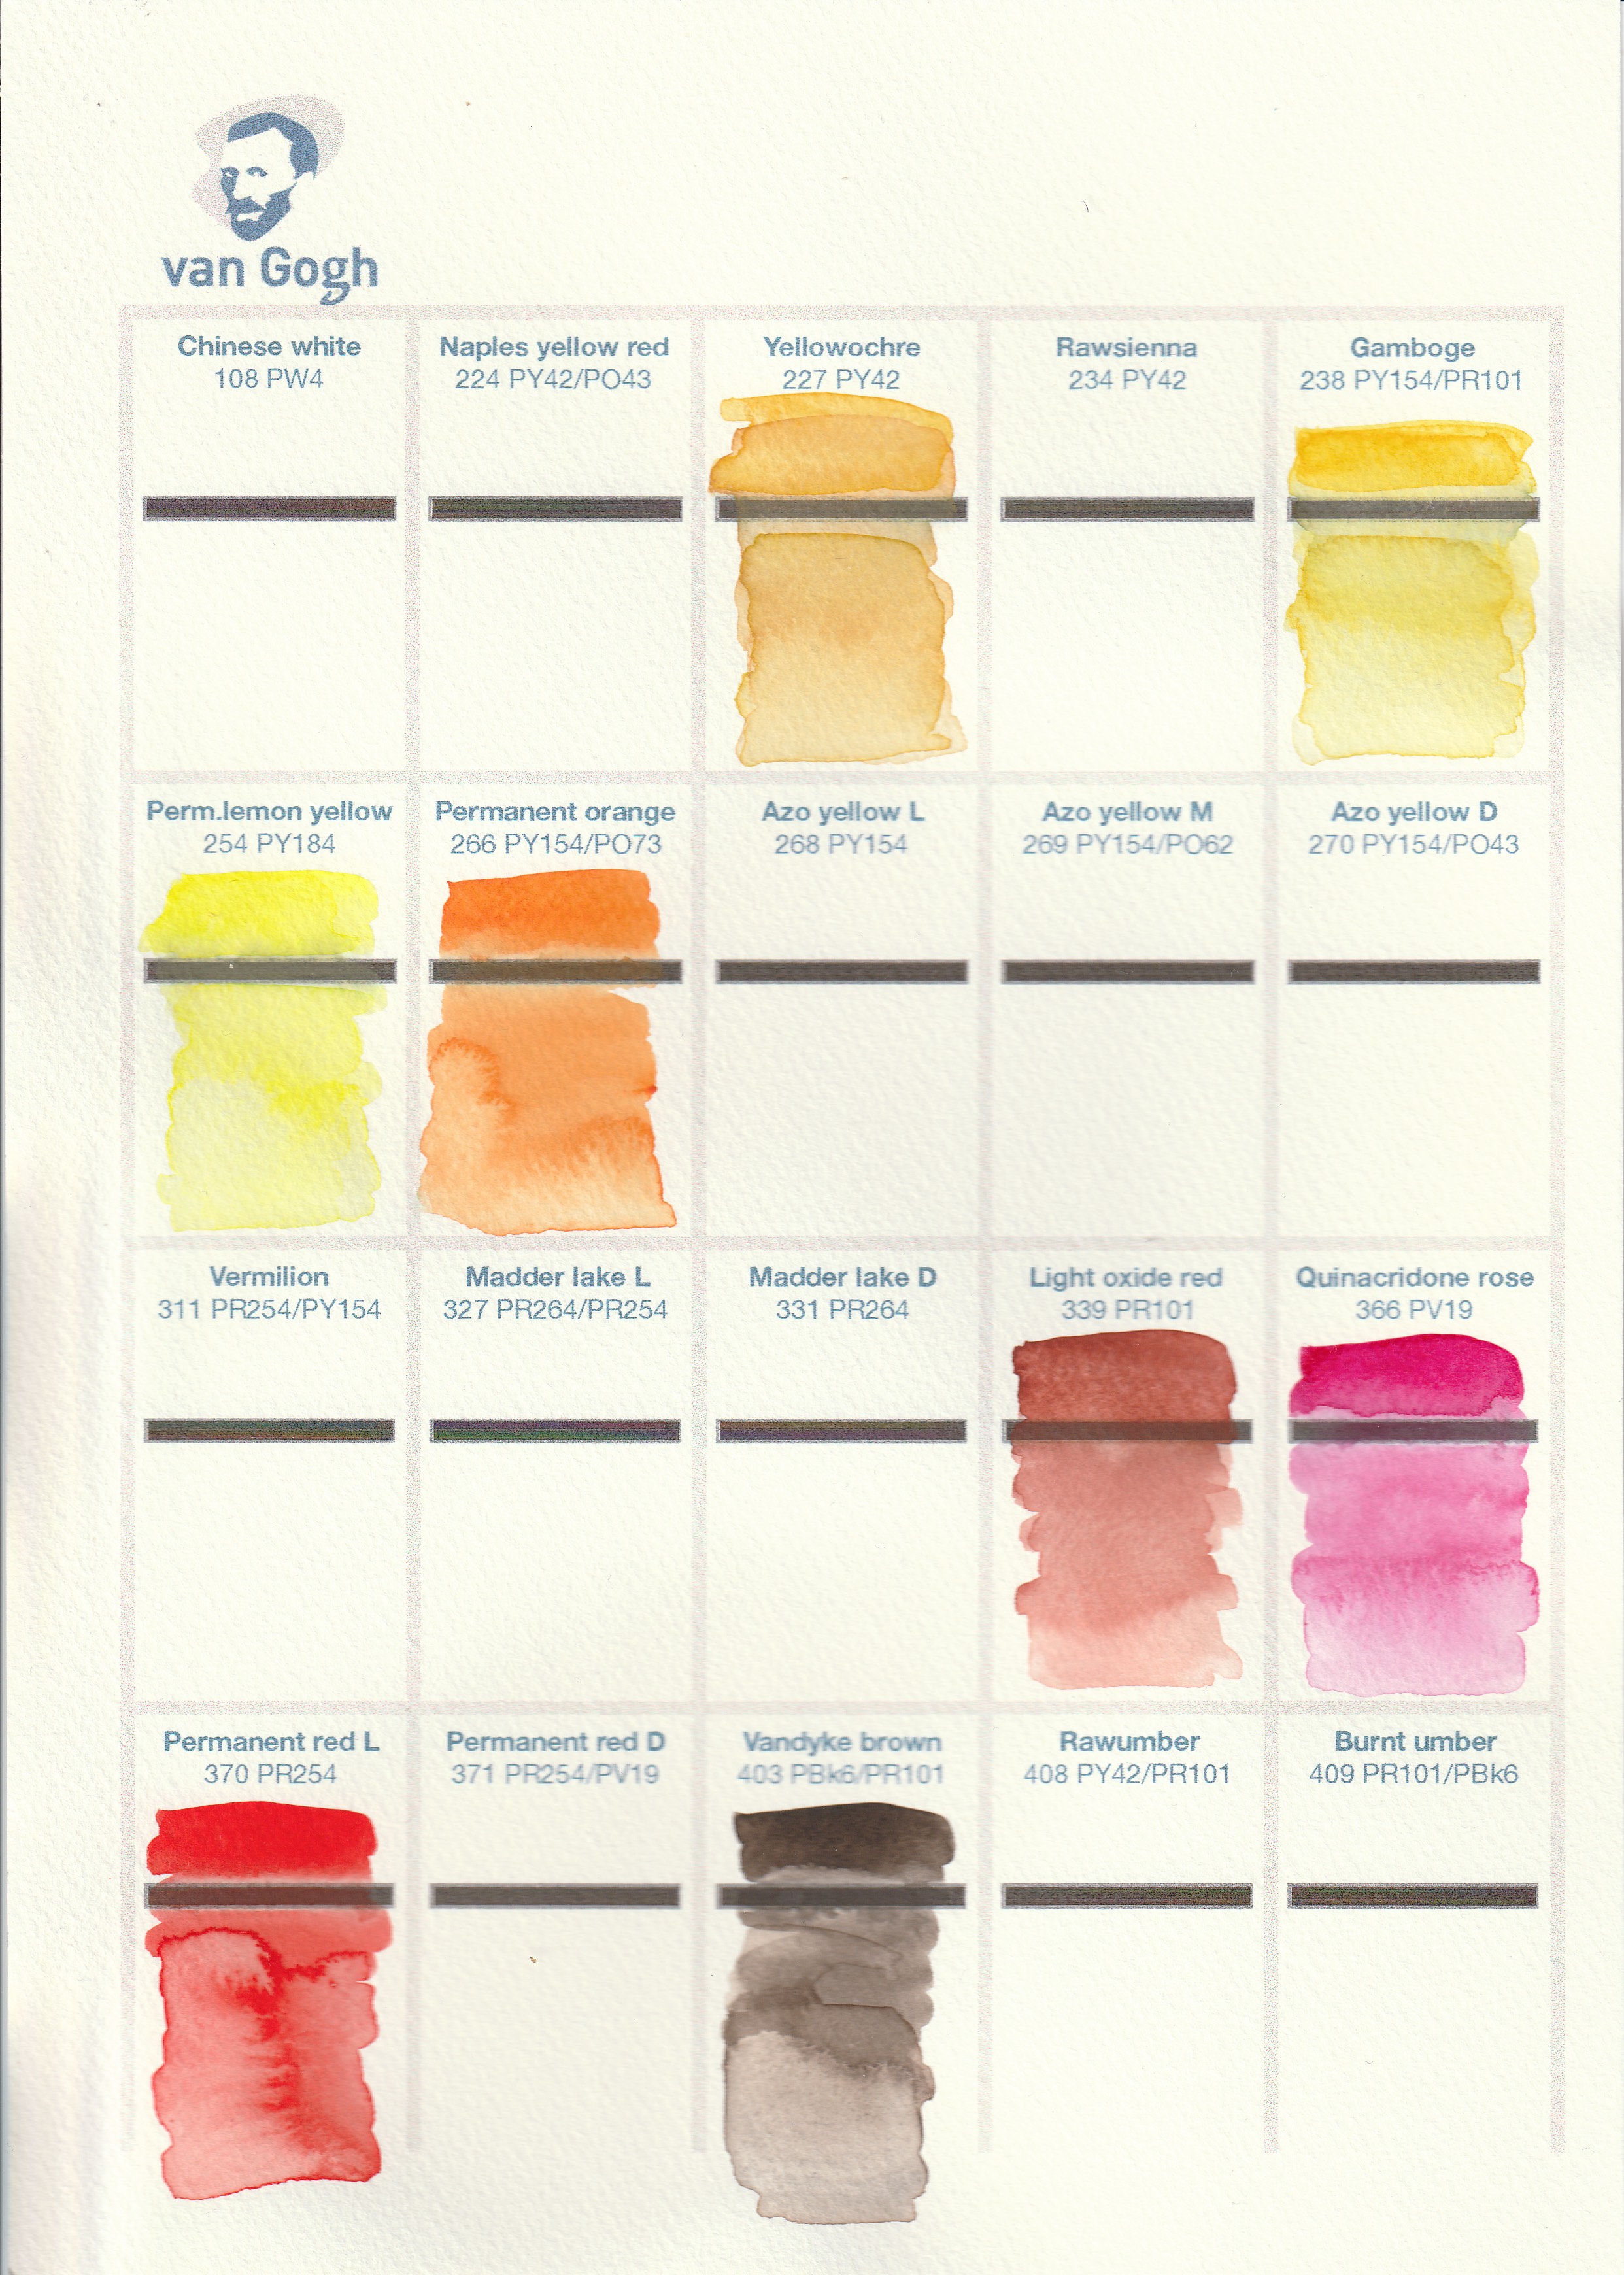 van Gogh
Chinese white
108 PW4
Naples yellow red
224 PY42/PO43
Yellowochre
227 PY42
Rawsienna
234 PY42
Gamboge
238 PY154/PR101
Perm.lemon yellow
254 PY184
Permanent orange
266 PY154/PO73
Azo yellow L
268 PY154
Azo yellow M
269 PY154/PO62
Azo yellow D
270 PY154/PO43
Vermilion
311 PR254/PY154
Madder lake L
327 PR264/PR254
Madder lake D
331 PR264
Light oxide red
339 PR101
Quinacridone rose
366 PV19
Permanent red L
370 PR254
Permanent red D
371 PR254/PV19
Vandyke brown
403 PBk6/PR101
Rawumber
408 PY42/PR101
Burnt umber
409 PR101/PBk6